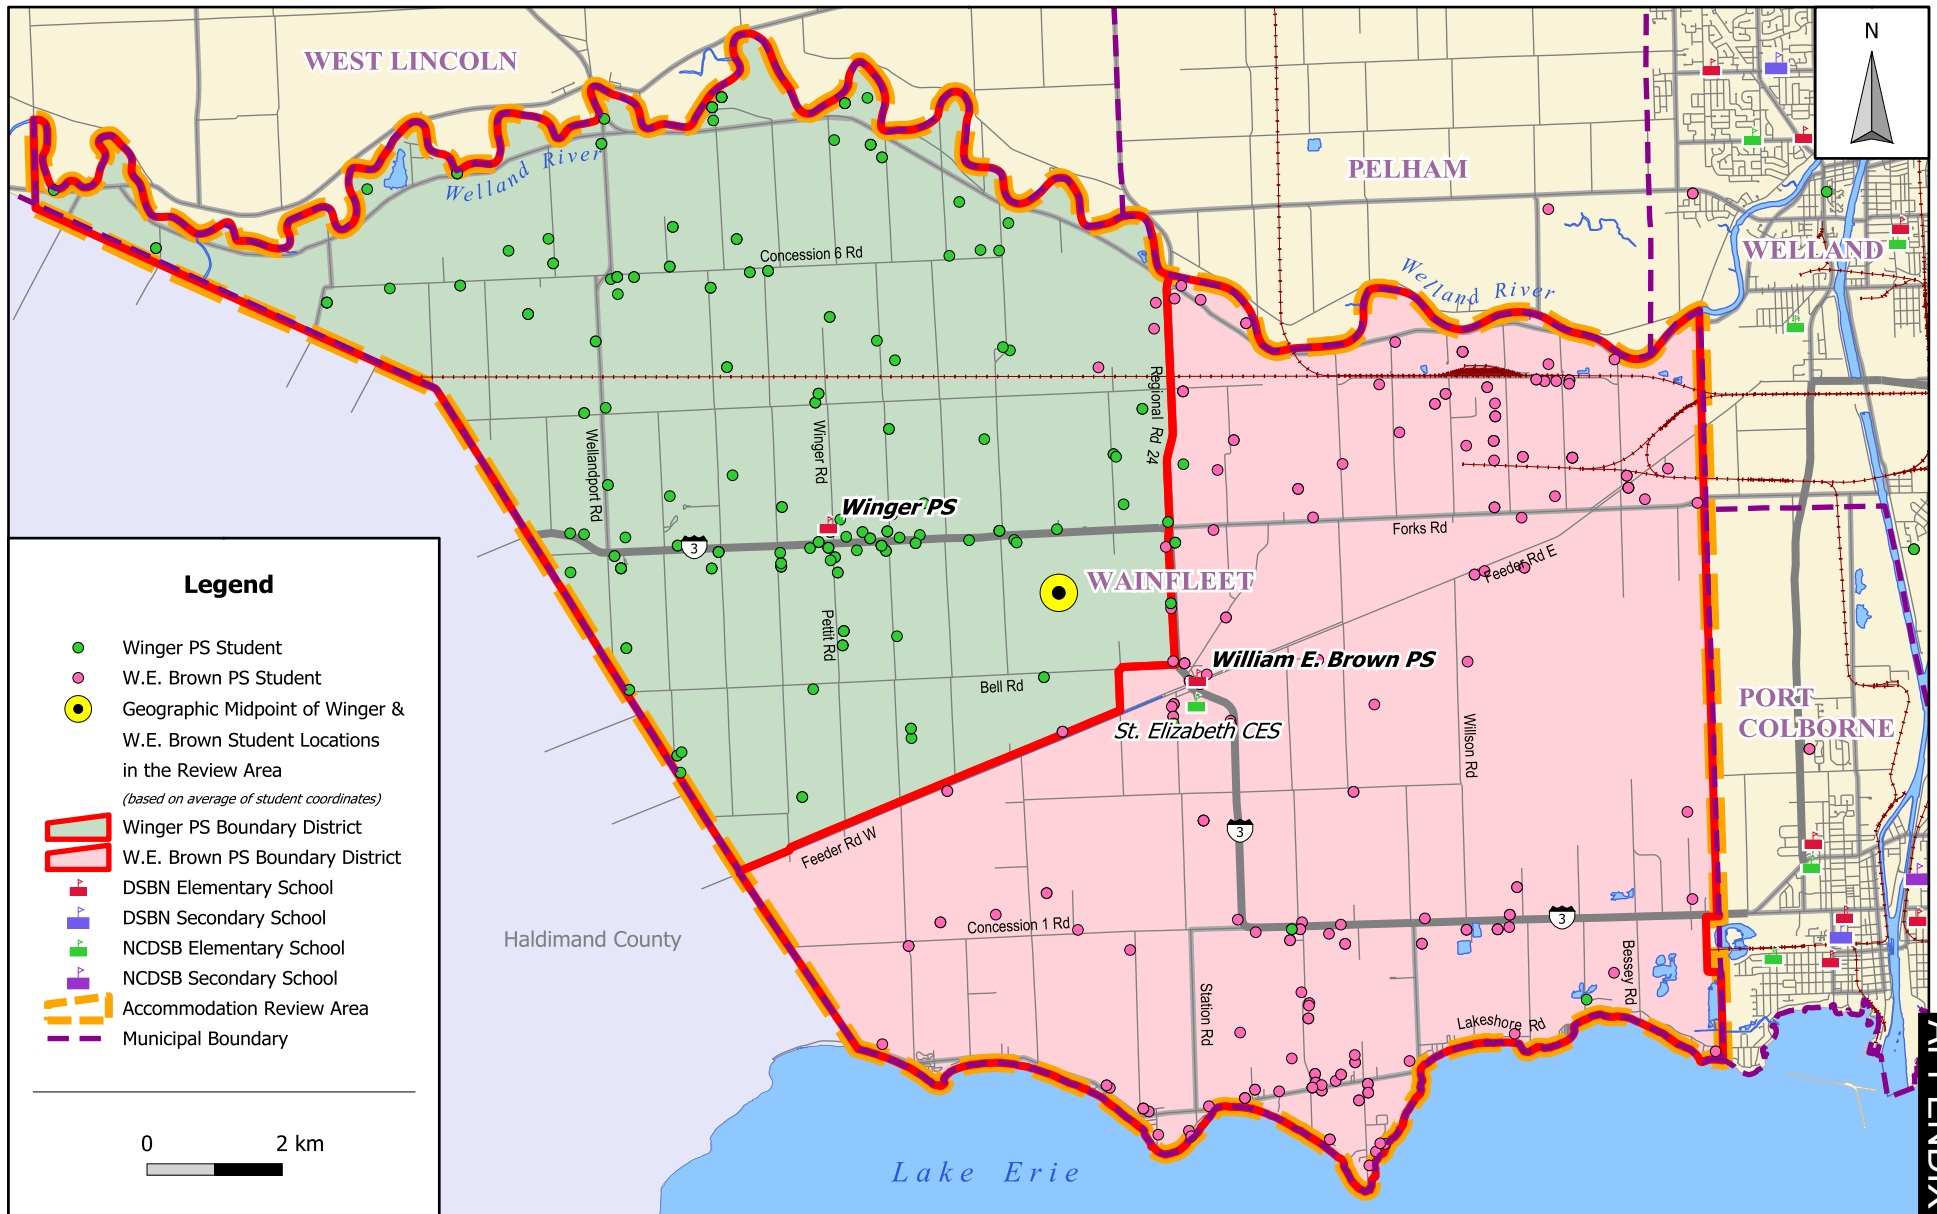 WEST LINCOLN
N
PELHAM
Welland River
WELLAND
Concession 6 Rd
Welland River
Regional Rd 24
Wellandport Rd
Winger Rd
Winger PS
3
Forks Rd
Feeder Rd E
WAINFLEET
Pettit Rd
William E. Brown PS
Bell Rd
St. Elizabeth CES
Willson Rd
PORT
COLBORNE
3
Feeder Rd W
Concession 1 Rd
3
Haldimand County
Bessey Rd
Station Rd
Lakeshore Rd
Lake Erie
Legend
Winger PS Student
W.E. Brown PS Student
Geographic Midpoint of Winger &
W.E. Brown Student Locations
in the Review Area
(based on average of student coordinates)
Winger PS Boundary District
W.E. Brown PS Boundary District
DSBN Elementary School
DSBN Secondary School
NCDSB Elementary School
NCDSB Secondary School
Accommodation Review Area
Municipal Boundary
0 2 km